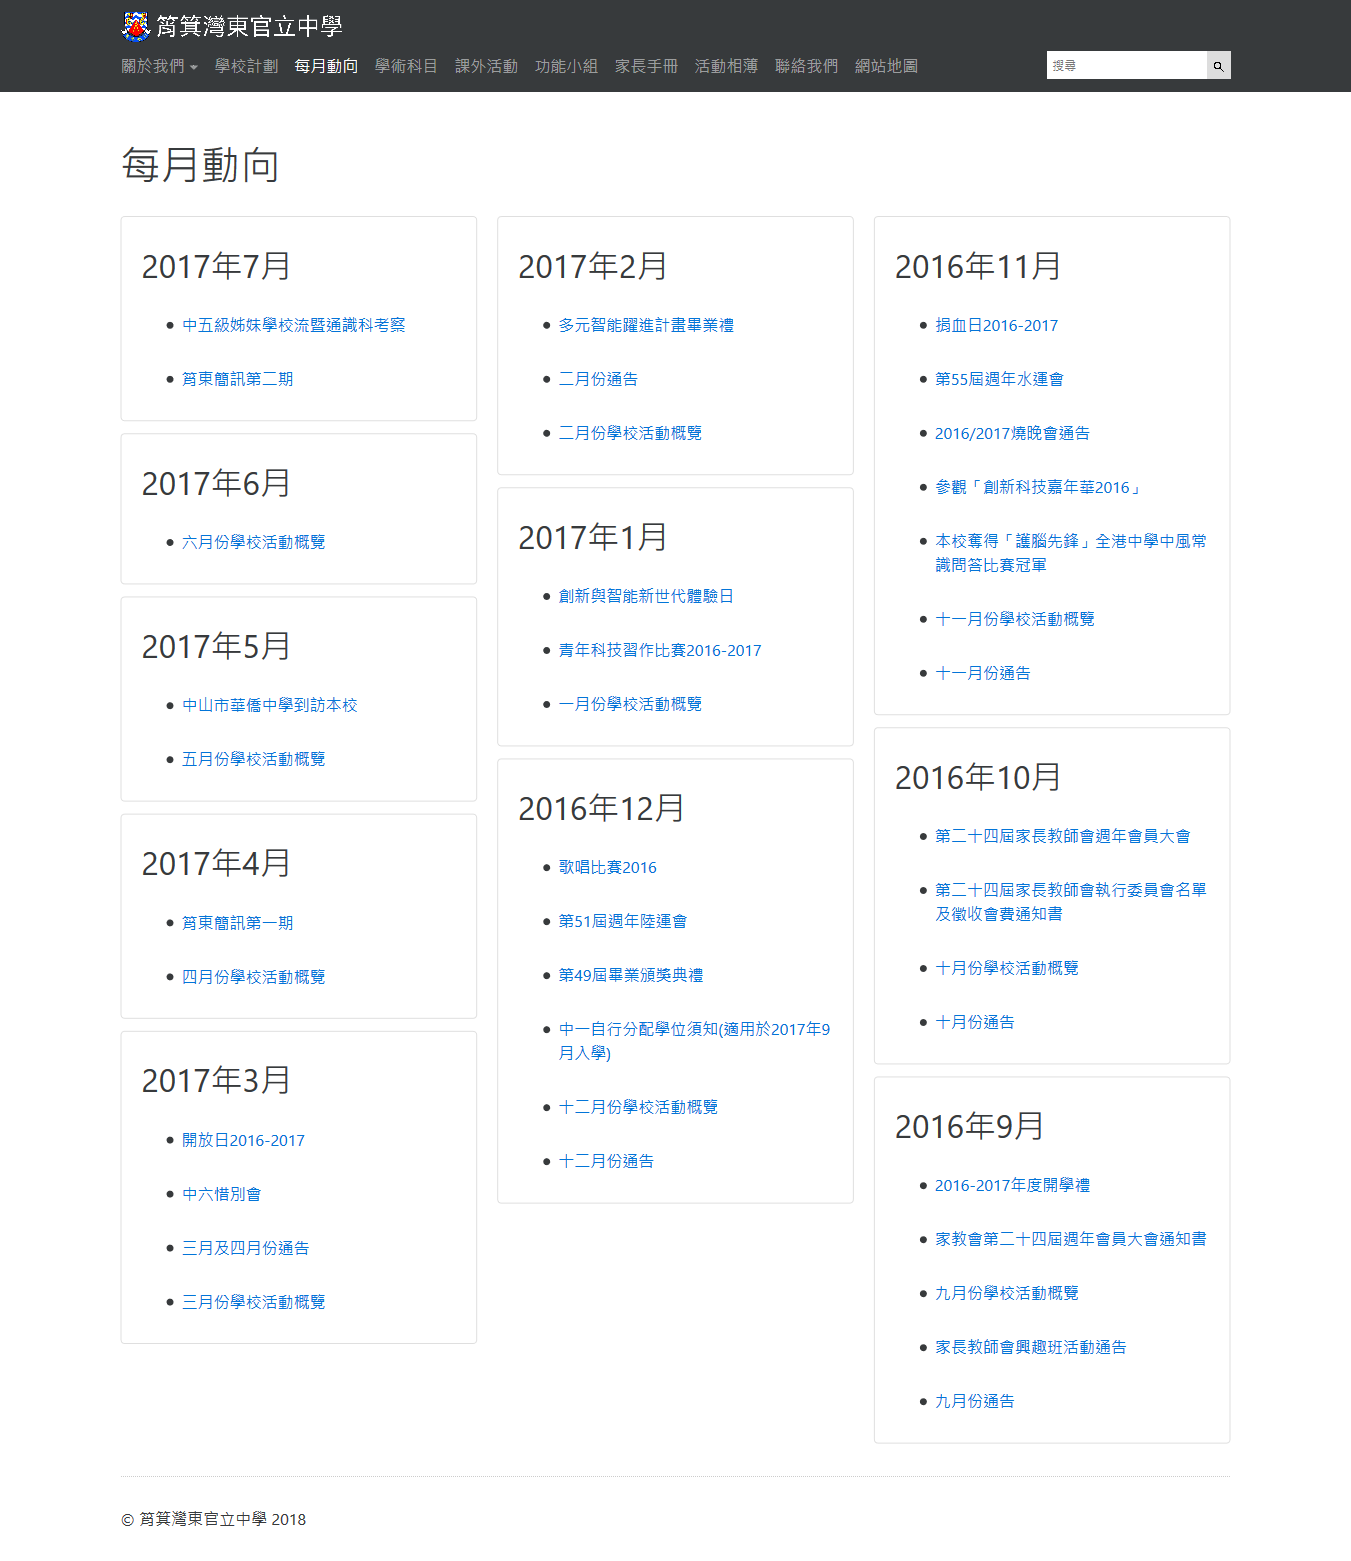 筲箕灣東官立中學
關於我們 學校計劃 每月動向 學術科目 課外活動 功能小組 家長手冊 活動相薄 聯絡我們 網站地圖 搜尋
每月動向
2017年7月
中五級姊妹學校流暨通識科考察
筲東簡訊第二期
2017年6月
六月份學校活動概覽
2017年5月
中山市華僑中學到訪本校
五月份學校活動概覽
2017年4月
筲東簡訊第一期
四月份學校活動概覽
2017年3月
開放日2016-2017
中六惜別會
三月及四月份通告
三月份學校活動概覽
2017年2月
多元智能躍進計畫畢業禮
二月份通告
二月份學校活動概覽
2017年1月
創新與智能新世代體驗日
青年科技習作比賽2016-2017
一月份學校活動概覽
2016年12月
歌唱比賽2016
第51屆週年陸運會
第49屆畢業頒獎典禮
中一自行分配學位須知(適用於2017年9
月入學)
十二月份學校活動概覽
十二月份通告
2016年11月
捐血日2016-2017
第55屆週年水運會
2016/2017燒晚會通告
參觀「創新科技嘉年華2016」
本校奪得「護腦先鋒」全港中學中風常
識問答比賽冠軍
十一月份學校活動概覽
十一月份通告
2016年10月
第二十四屆家長教師會週年會員大會
第二十四屆家長教師會執行委員會名單
及徵收會費通知書
十月份學校活動概覽
十月份通告
2016年9月
2016-2017年度開學禮
家教會第二十四屆週年會員大會通知書
九月份學校活動概覽
家長教師會興趣班活動通告
九月份通告
© 筲箕灣東官立中學 2018